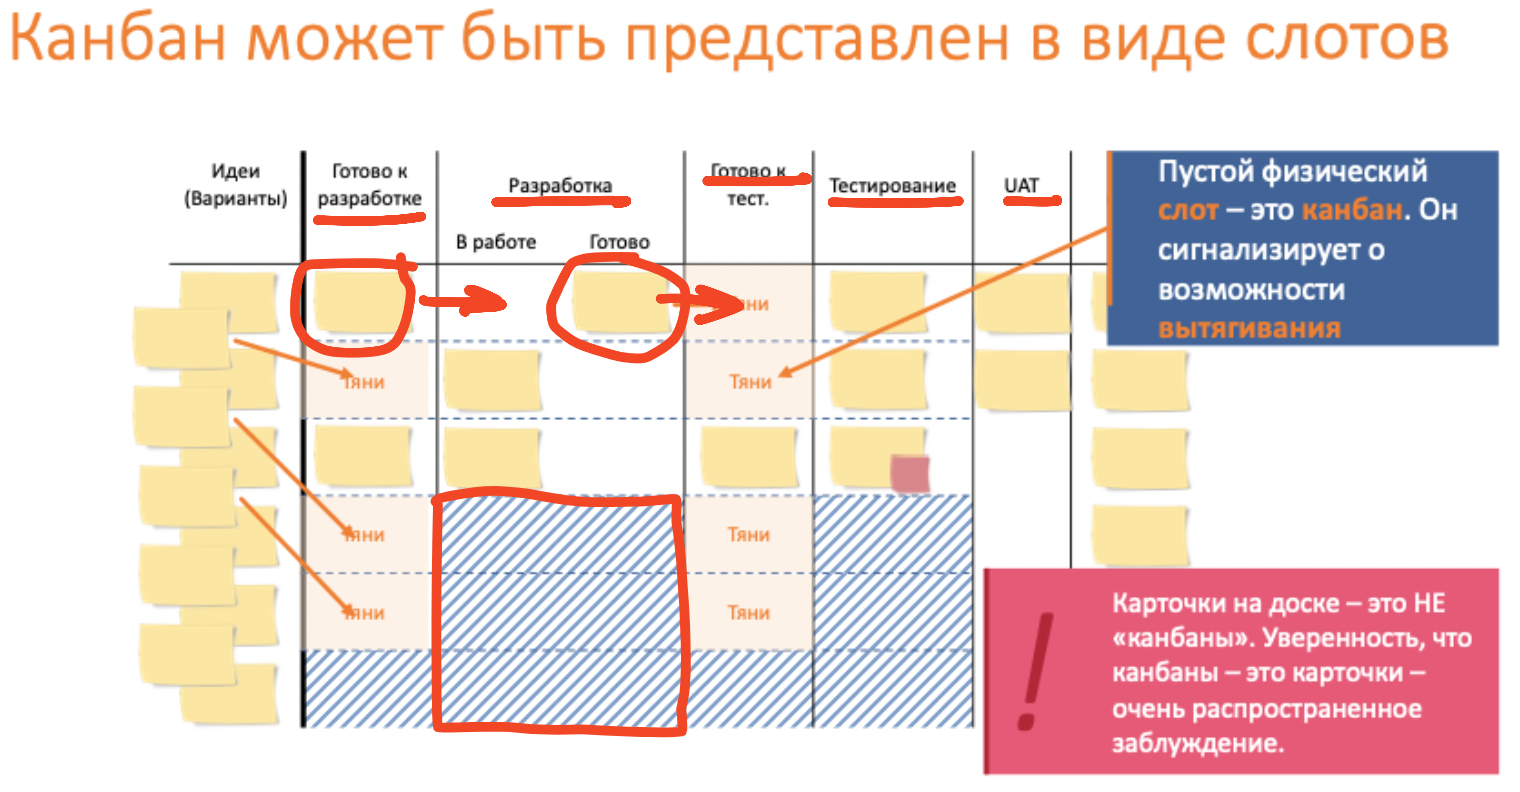 Канбан может быть представлен в виде слотов
Идеи
(Варианты)
Готово к
разработке
Разработка
В работе
Готово
Готово к
тест.
Тестирование
UAT
Пустой физический
слот – это канбан. Он
сигнализирует о
возможности
вытягивания
Тяни
Тяни
Тяни
Тяни
Тяни
Тяни
Тяни
!
Карточки на доске – это НЕ
«канбаны». Уверенность, что
канбаны – это карточки –
очень распространенное
заблуждение.